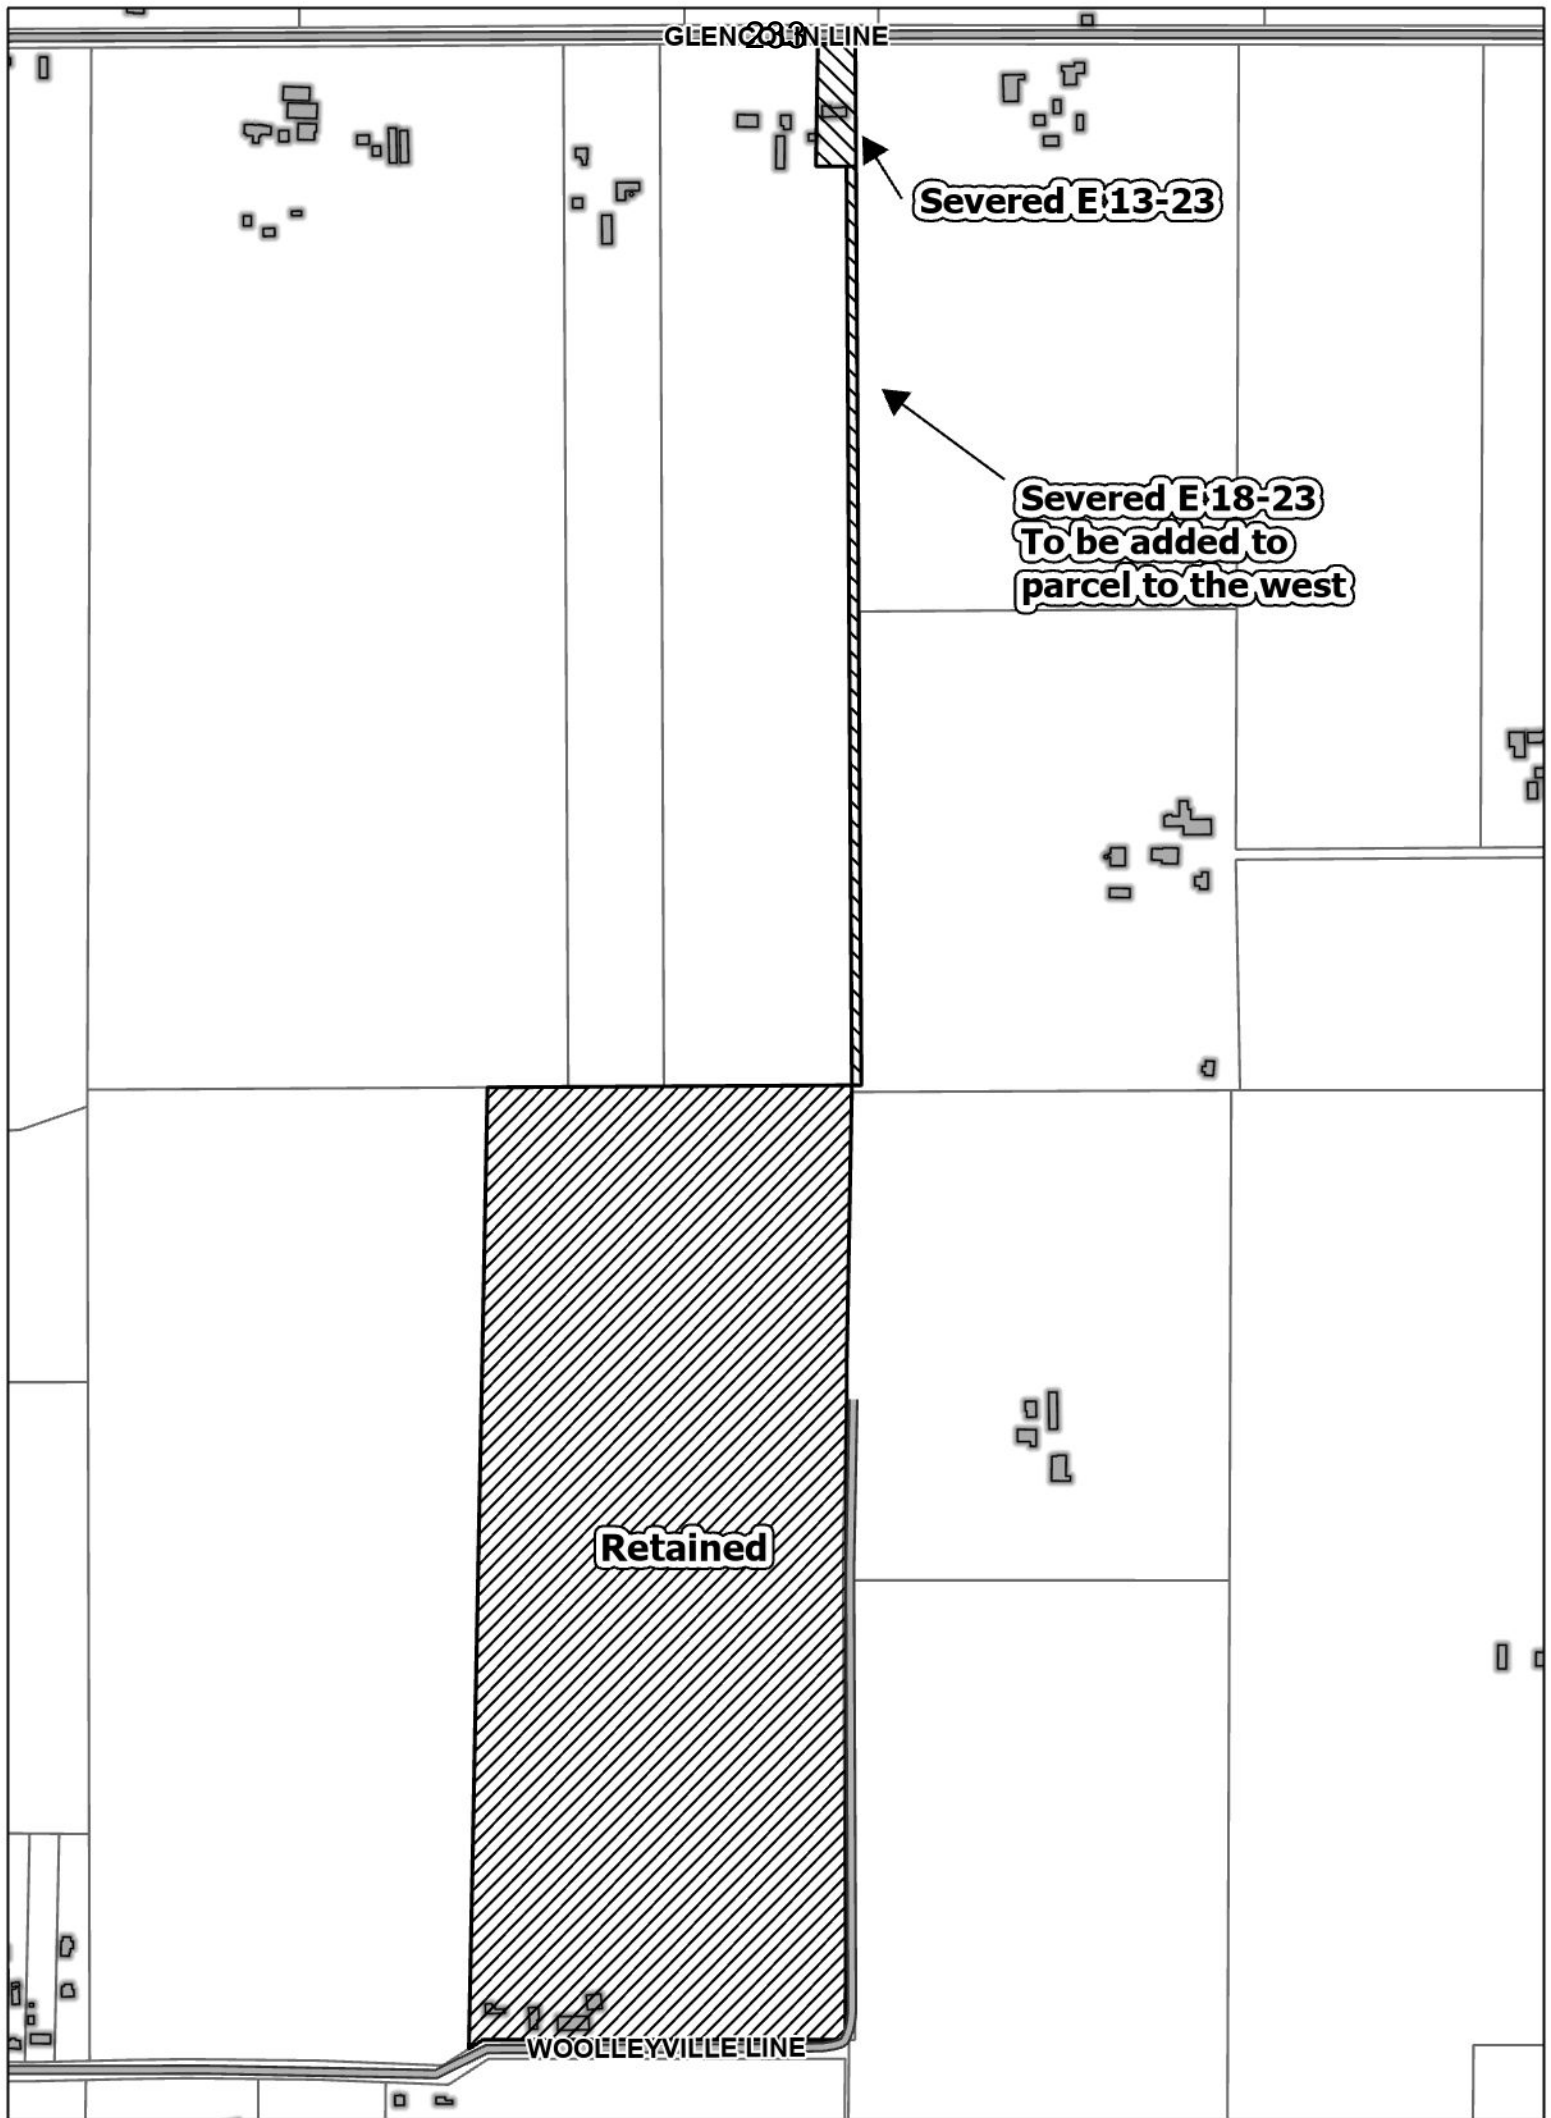 GLENCOLIN LINE
233
Severed E 13-23
Severed E 18-23
To be added to
parcel to the west
Retained
WOOLLEYVILLE LINE